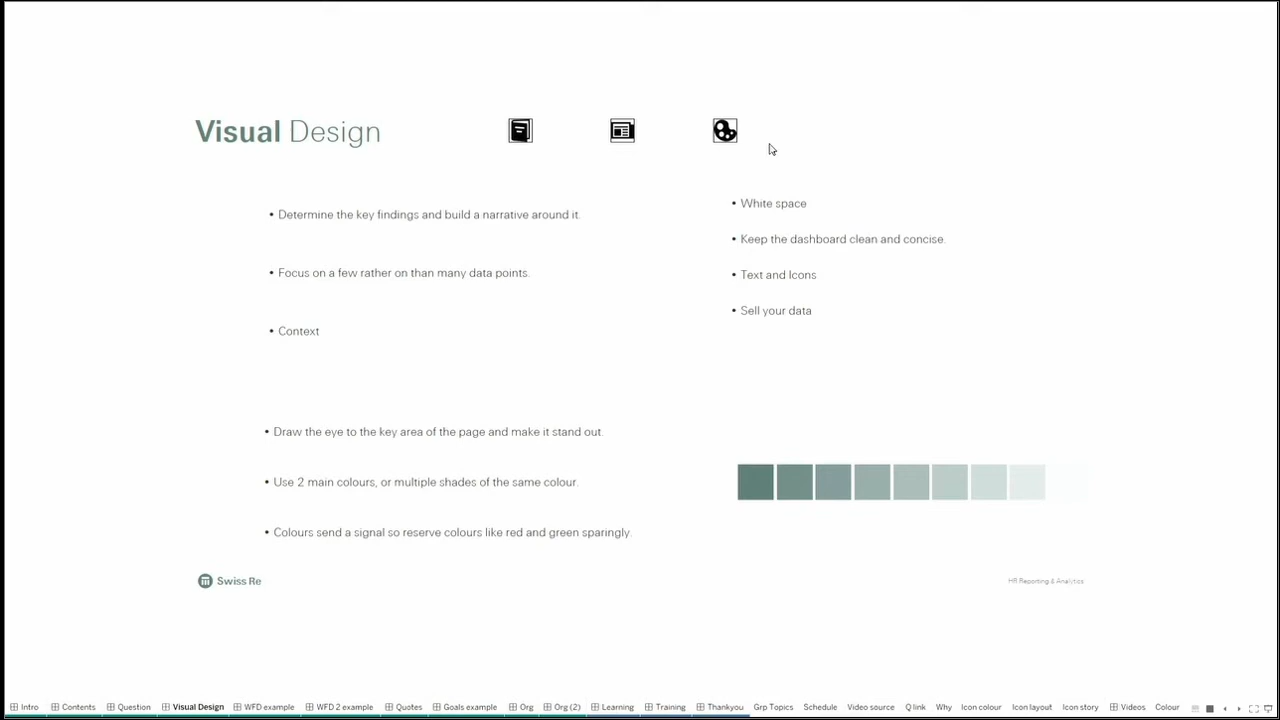 Visual Design
• Determine the key findings and build a narrative around it.
• Focus on a few rather on than many data points.
• Context
• White space
• Keep the dashboard clean and concise.
• Text and Icons
• Sell your data
• Draw the eye to the key area of the page and make it stand out.
• Use 2 main colours, or multiple shades of the same colour.
• Colours send a signal so reserve colours like red and green sparingly.
Swiss Re
HR Reporting & Analytics
Intro Contents Question Visual Design WFD example WFD 2 example Quotes Goals example Org Org (2) Learning Training Thankyou Grp Topics Schedule Video source Q link Why Icon colour Icon layout Icon story Videos Colour